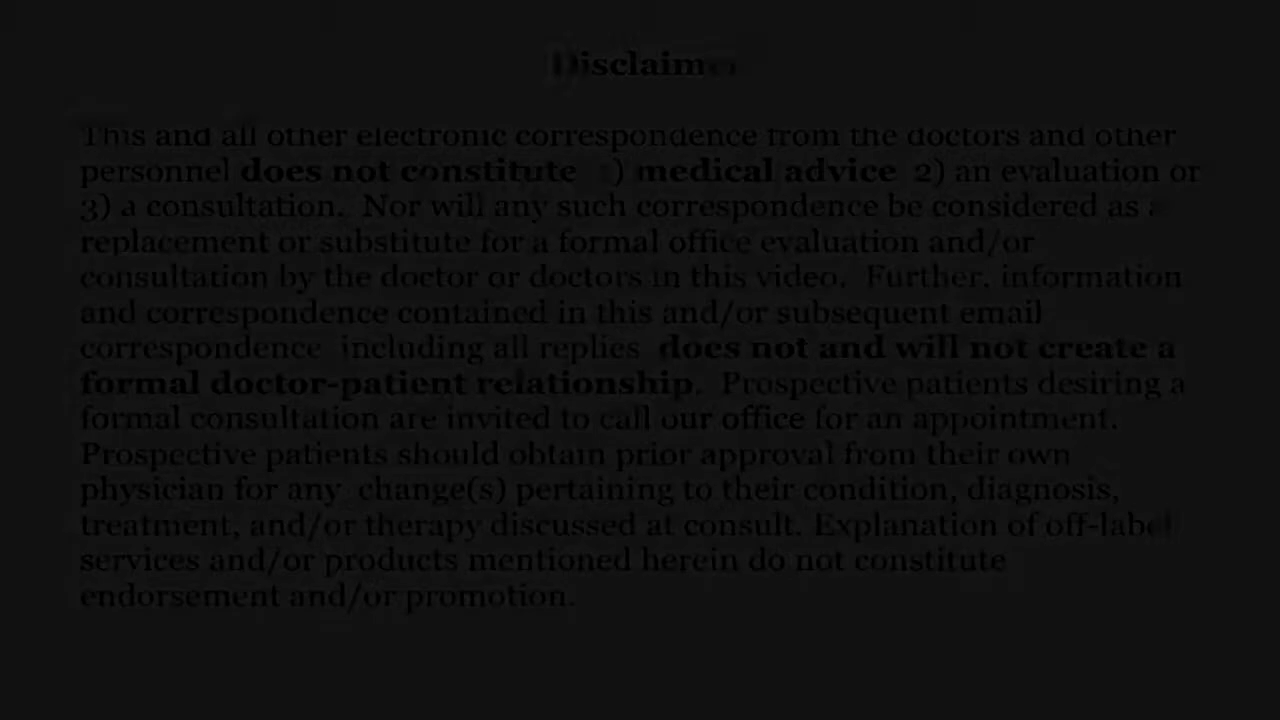 Disclaimer
This and all other electronic correspondence from the doctors and other
personnel does not constitute 1) medical advice 2) an evaluation or
3) a consultation. Nor will any such correspondence be considered as a
replacement or substitute for a formal office evaluation and/or
consultation by the doctor or doctors in this video. Further, information
and correspondence contained in this and/or subsequent email
correspondence including all replies does not and will not create a
formal doctor-patient relationship. Prospective patients desiring a
formal consultation are invited to call our office for an appointment.
Prospective patients should obtain prior approval from their own
physician for any change(s) pertaining to their condition, diagnosis,
treatment, and/or therapy discussed at consult. Explanation of off-label
services and/or products mentioned herein do not constitute
endorsement and/or promotion.